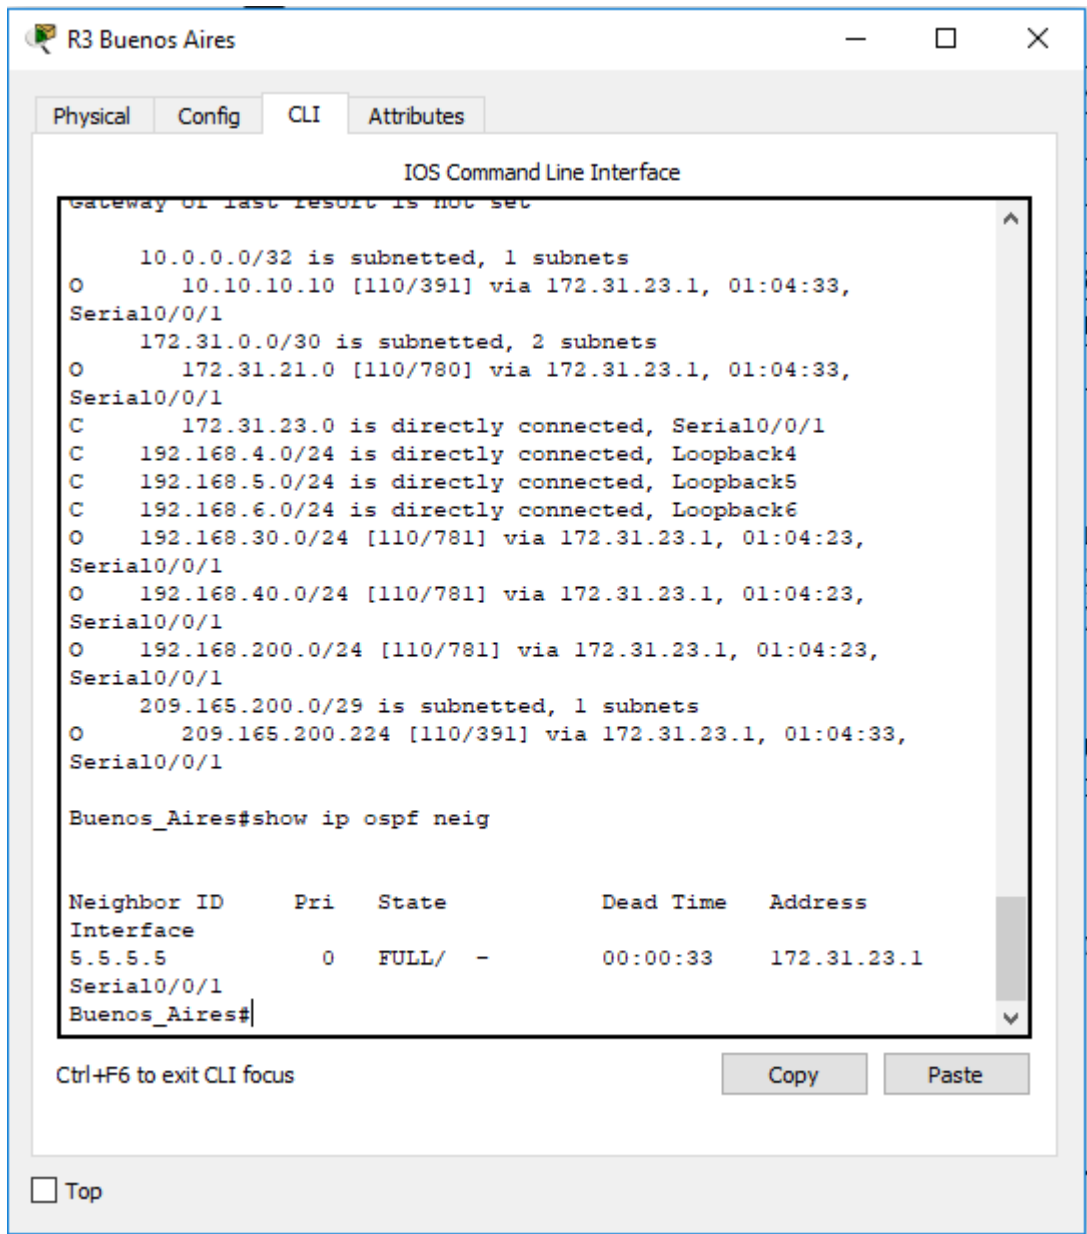 R3 Buenos Aires
Physical Config CLI Attributes
IOS Command Line Interface
Gateway of last resort is not set
10.0.0.0/32 is subnetted, 1 subnets
O 10.10.10.10 [110/391] via 172.31.23.1, 01:04:33,
Serial0/0/1
172.31.0.0/30 is subnetted, 2 subnets
O 172.31.21.0 [110/780] via 172.31.23.1, 01:04:33,
Serial0/0/1
C 172.31.23.0 is directly connected, Serial0/0/1
C 192.168.4.0/24 is directly connected, Loopback4
C 192.168.5.0/24 is directly connected, Loopback5
C 192.168.6.0/24 is directly connected, Loopback6
O 192.168.30.0/24 [110/781] via 172.31.23.1, 01:04:23,
Serial0/0/1
O 192.168.40.0/24 [110/781] via 172.31.23.1, 01:04:23,
Serial0/0/1
O 192.168.200.0/24 [110/781] via 172.31.23.1, 01:04:23,
Serial0/0/1
209.165.200.0/29 is subnetted, 1 subnets
O 209.165.200.224 [110/391] via 172.31.23.1, 01:04:33,
Serial0/0/1
Buenos_Aires#show ip ospf neig
Neighbor ID Pri State Dead Time Address
Interface
5.5.5.5 0 FULL/ - 00:00:33 172.31.23.1
Serial0/0/1
Buenos_Aires#
Ctrl+F6 to exit CLI focus Copy Paste
Top